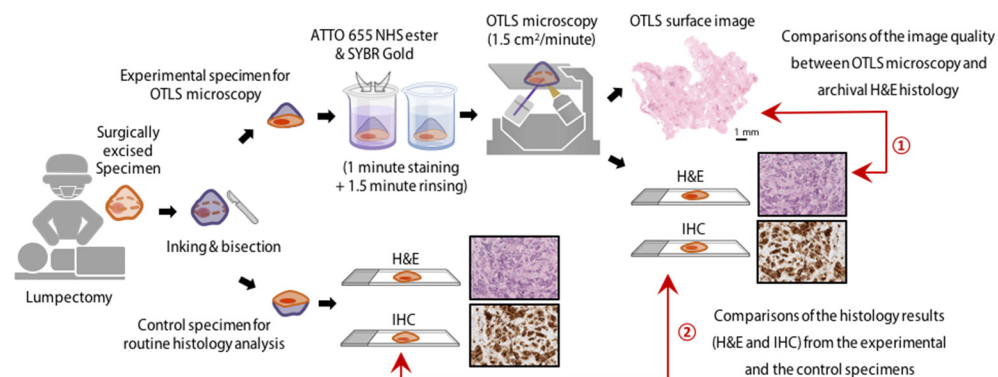 ATTO 655 NHS ester
& SYBR Gold
OTLS microscopy
(1.5 cm²/minute)
OTLS surface image
Comparisons of the image quality
between OTLS microscopy and
archival H&E histology
Experimental specimen for
OTLS microscopy
Surgically
excised
Specimen
1 mm
①
(1 minute staining
+ 1.5 minute rinsing)
H&E
IHC
Inking & bisection
Lumpectomy
H&E
Control specimen for
routine histology analysis
IHC
②
Comparisons of the histology results
(H&E and IHC) from the experimental
and the control specimens